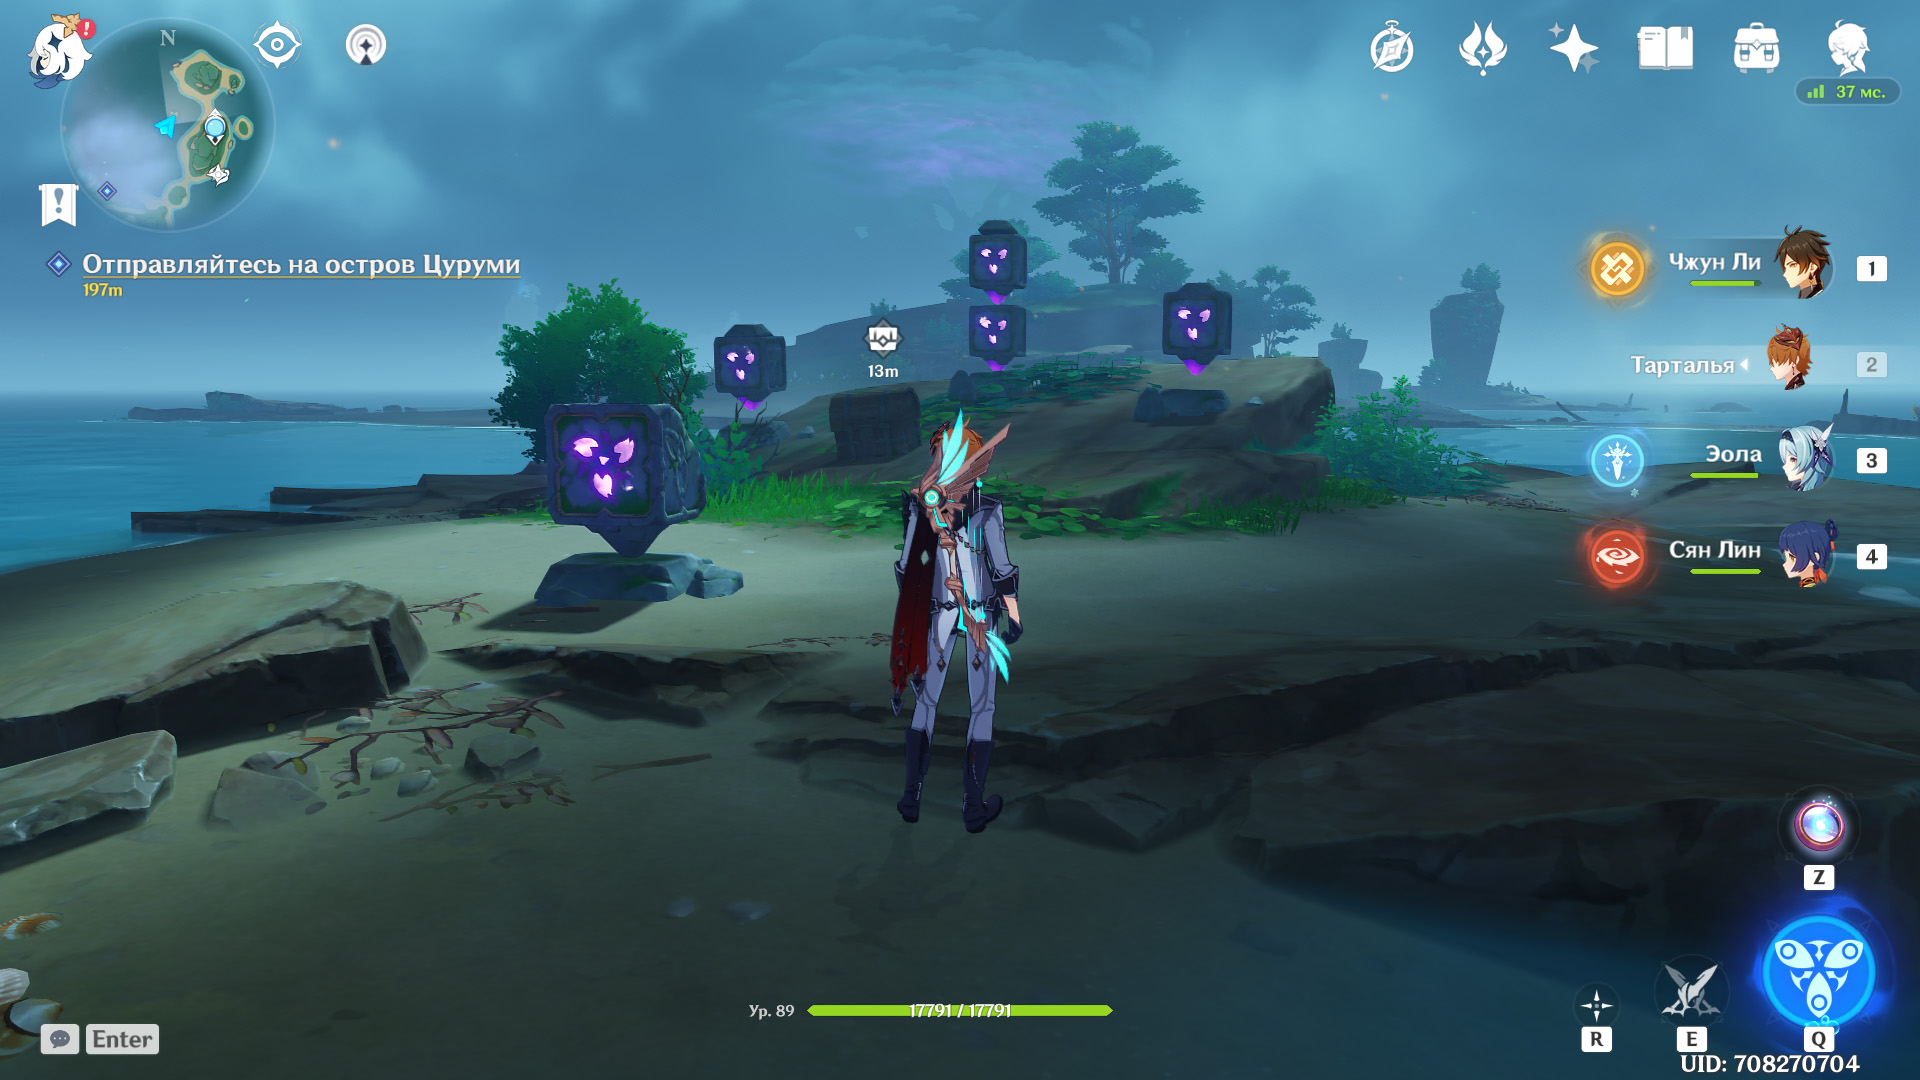 N
37 мс.
Отправляйтесь на остров Цуруми
197m
Чжун Ли
1
13m
Тарталья
2
Эола
3
Сян Лин
4
Z
Ур. 89
17791 / 17791
Enter
R
E
Q
UID: 708270704